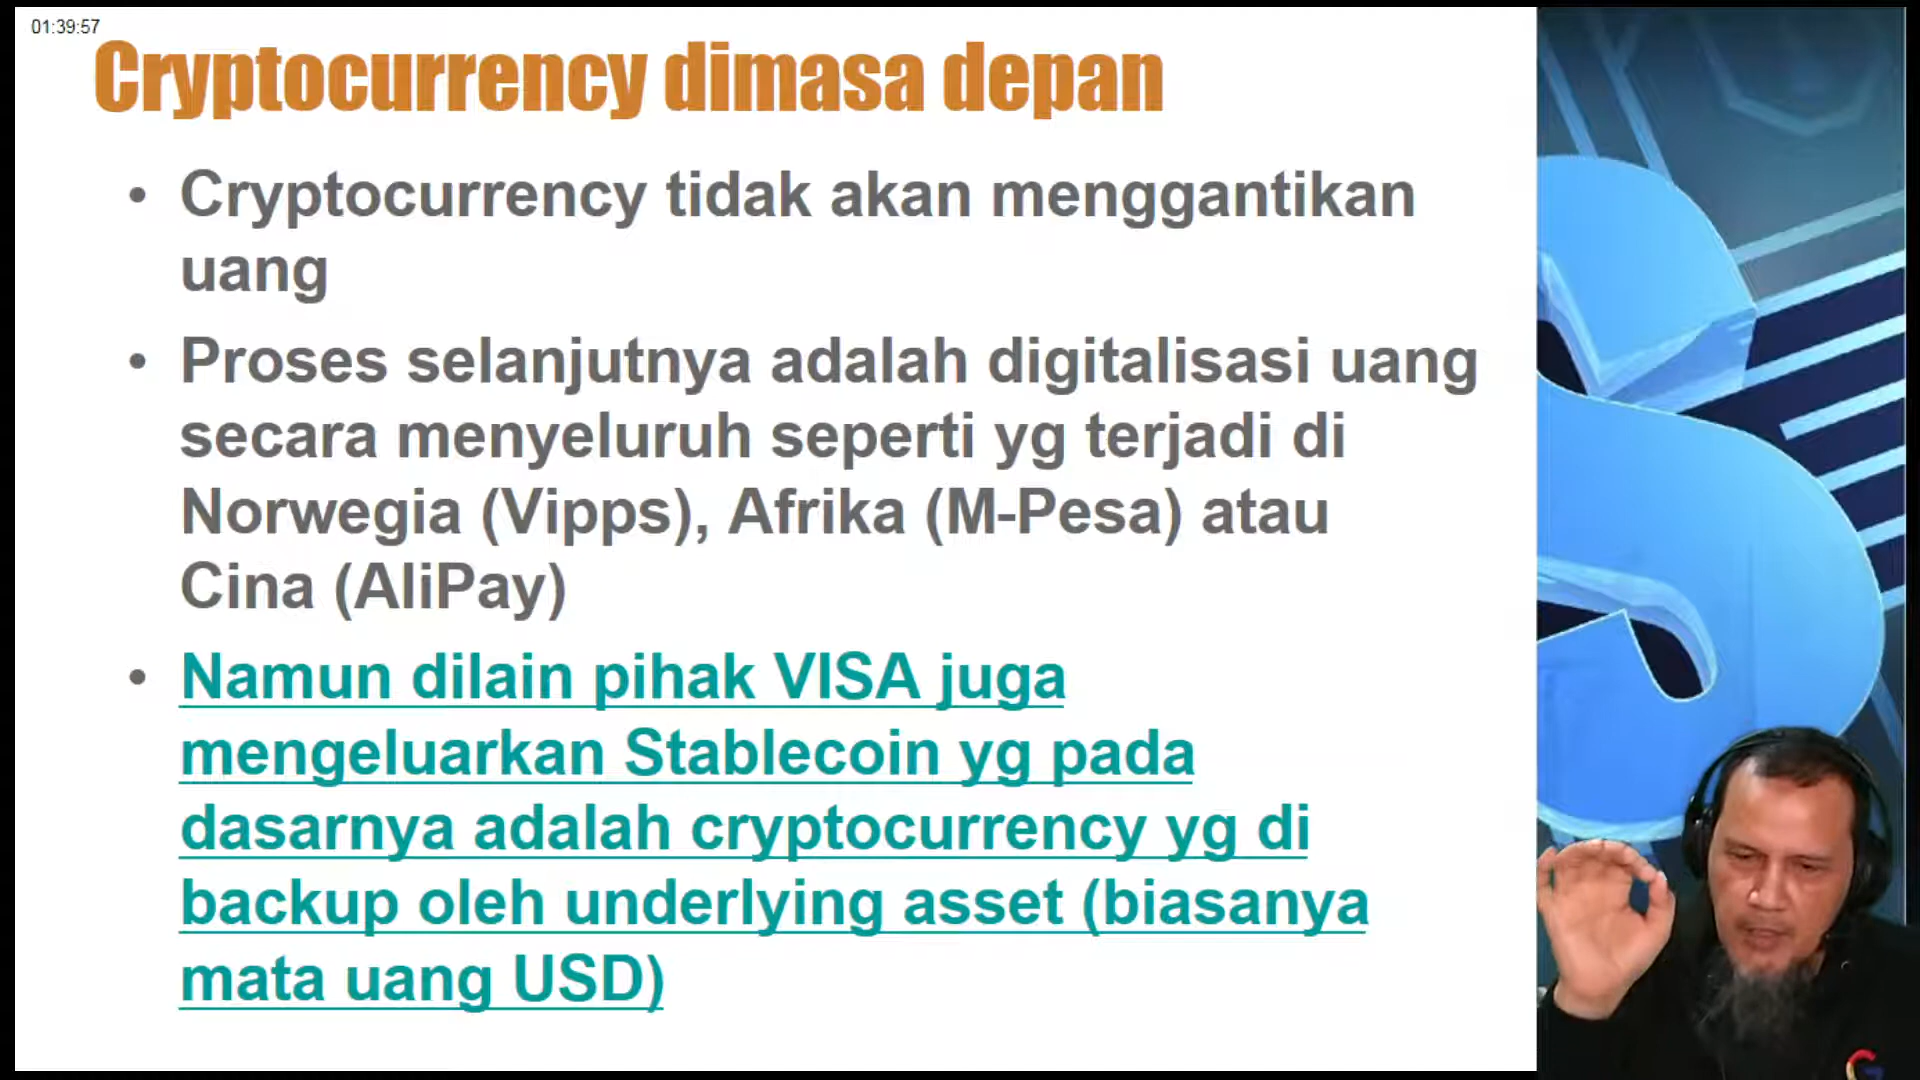 01:39:57
Cryptocurrency dimasa depan
• Cryptocurrency tidak akan menggantikan
uang
• Proses selanjutnya adalah digitalisasi uang
secara menyeluruh seperti yg terjadi di
Norwegia (Vipps), Afrika (M-Pesa) atau
Cina (AliPay)
• Namun dilain pihak VISA juga
mengeluarkan Stablecoin yg pada
dasarnya adalah cryptocurrency yg di
backup oleh underlying asset (biasanya
mata uang USD)
G